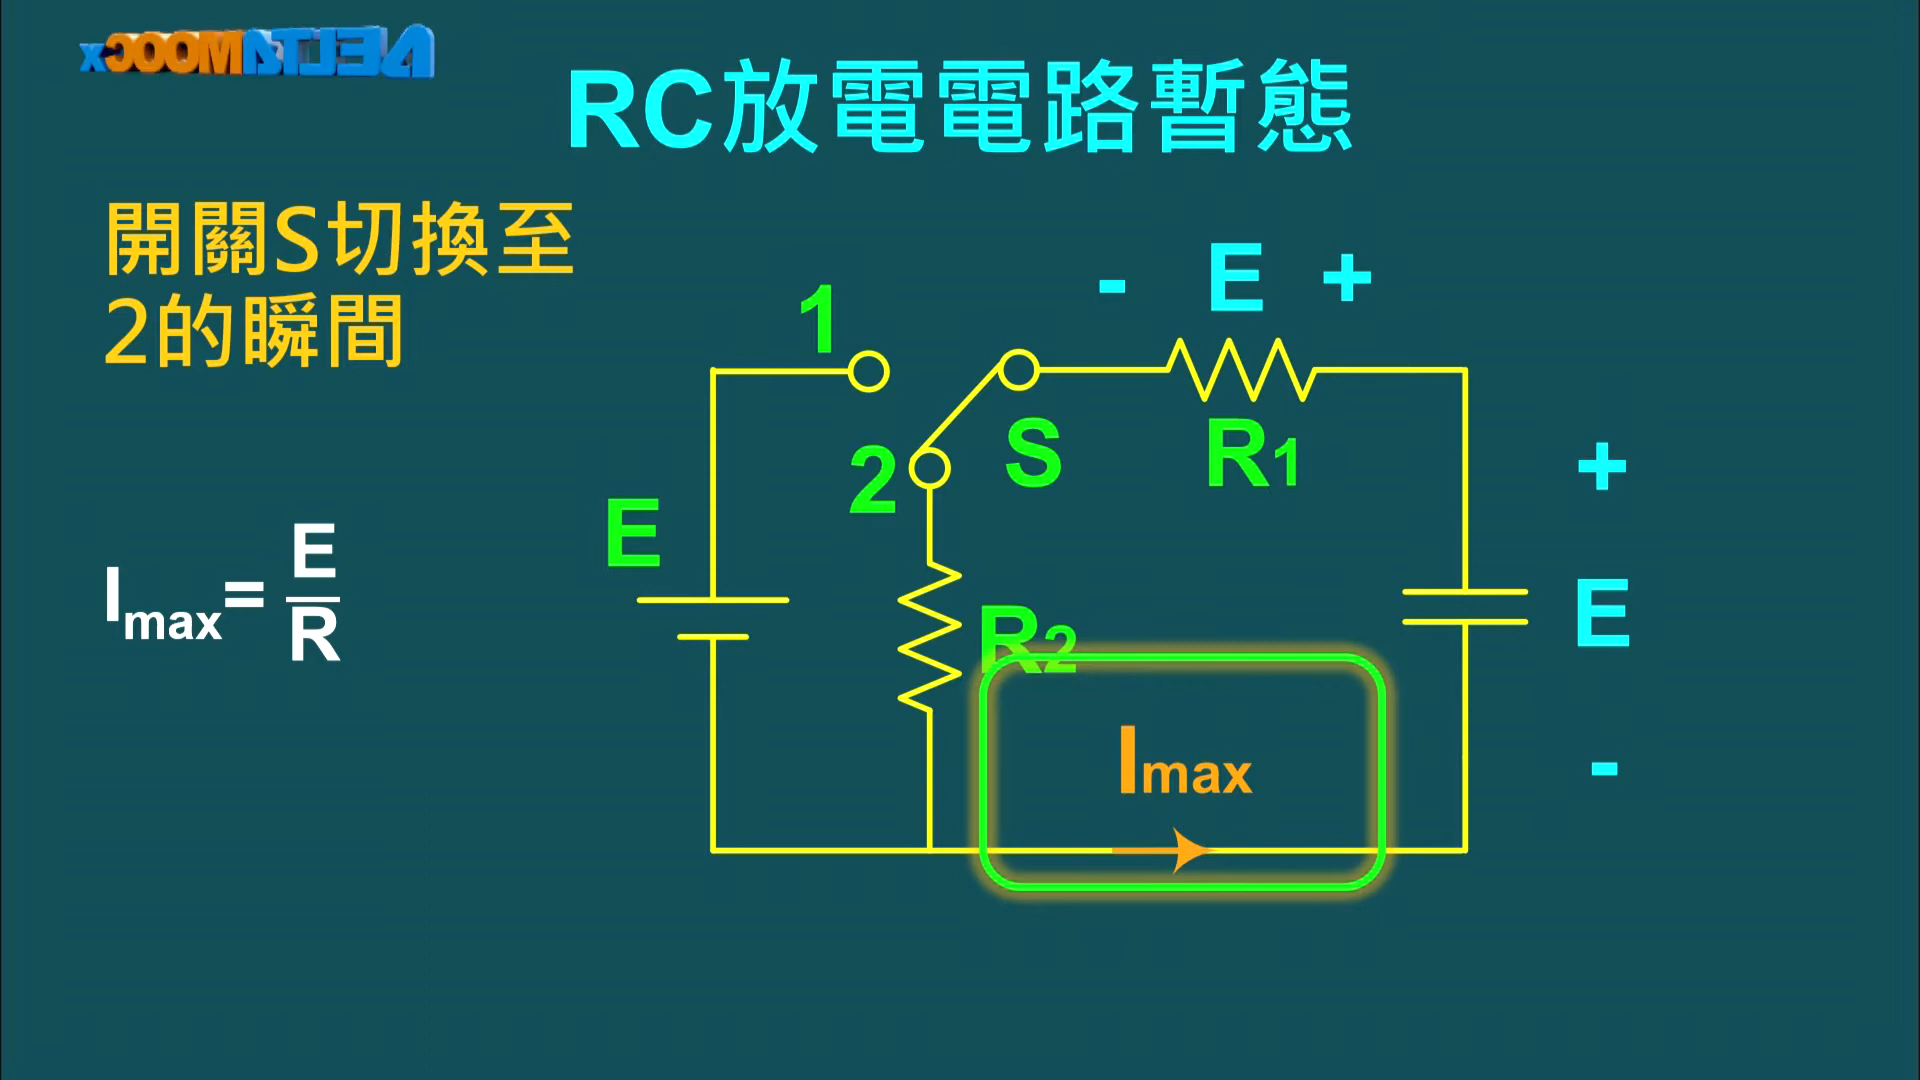 DELTAMOOCx
RC放電電路暫態
開關S切換至
2的瞬間
- E +
1
S
R1
2
+
E
E
-
R2
Imax= E/R
Imax